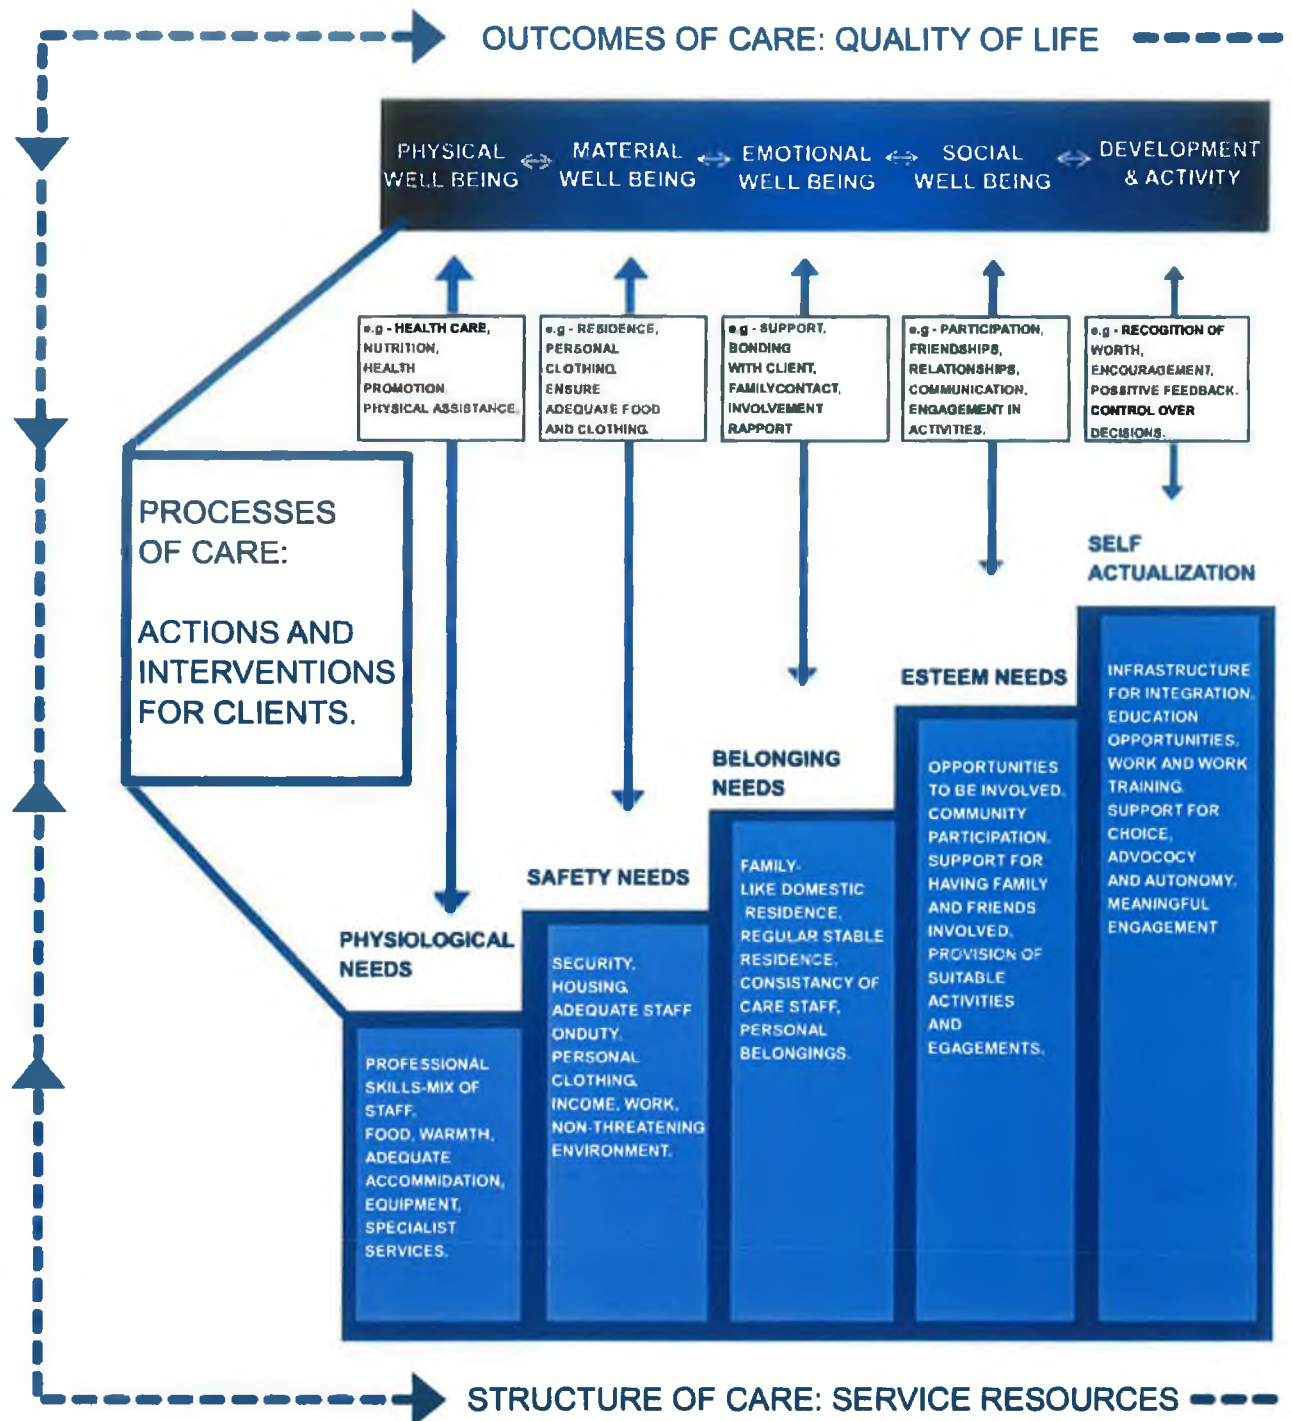 OUTCOMES OF CARE: QUALITY OF LIFE
PHYSICAL
WELL BEING
MATERIAL
WELL BEING
EMOTIONAL
WELL BEING
SOCIAL
WELL BEING
DEVELOPMENT
& ACTIVITY
e.g - HEALTH CARE,
NUTRITION,
HEALTH
PROMOTION
PHYSICAL ASSISTANCE.
e.g - RESIDENCE,
PERSONAL
CLOTHING
ENSURE
ADEQUATE FOOD
AND CLOTHING
e.g - SUPPORT,
BONDING
WITH CLIENT,
FAMILYCONTACT,
INVOLVEMENT
RAPPORT
e.g - PARTICIPATION,
FRIENDSHIPS,
RELATIONSHIPS,
COMMUNICATION,
ENGAGEMENT IN
ACTIVITIES.
e.g - RECOGITION OF
WORTH,
ENCOURAGEMENT,
POSSITIVE FEEDBACK.
CONTROL OVER
DECISIONS.
PROCESSES
OF CARE:
ACTIONS AND
INTERVENTIONS
FOR CLIENTS.
PHYSIOLOGICAL
NEEDS
PROFESSIONAL
SKILLS-MIX OF
STAFF.
FOOD, WARMTH,
ADEQUATE
ACCOMMIDATION,
EQUIPMENT,
SPECIALIST
SERVICES.
SAFETY NEEDS
SECURITY,
HOUSING,
ADEQUATE STAFF
ONDUTY.
PERSONAL
CLOTHING,
INCOME, WORK,
NON-THREATENING
ENVIRONMENT.
BELONGING
NEEDS
FAMILY-
LIKE DOMESTIC
RESIDENCE,
REGULAR STABLE
RESIDENCE,
CONSISTANCY OF
CARE STAFF,
PERSONAL
BELONGINGS.
ESTEEM NEEDS
OPPORTUNITIES
TO BE INVOLVED,
COMMUNITY
PARTICIPATION.
SUPPORT FOR
HAVING FAMILY
AND FRIENDS
INVOLVED,
PROVISION OF
SUITABLE
ACTIVITIES
AND
EGAGEMENTS.
SELF
ACTUALIZATION
INFRASTRUCTURE
FOR INTEGRATION.
EDUCATION
OPPORTUNITIES.
WORK AND WORK
TRAINING.
SUPPORT FOR
CHOICE,
ADVOCOCY
AND AUTONOMY.
MEANINGFUL
ENGAGEMENT
STRUCTURE OF CARE: SERVICE RESOURCES